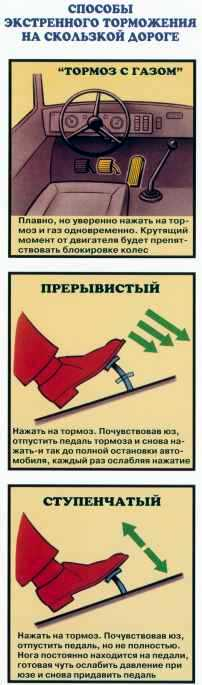 СПОСОБЫ
ЭКСТРЕННОГО ТОРМОЖЕНИЯ
НА СКОЛЬЗКОЙ ДОРОГЕ
“ТОРМОЗ С ГАЗОМ”
Плавно, но уверенно нажать на тор-
моз и газ одновременно. Крутящий
момент от двигателя будет препят-
ствовать блокировке колес
ПРЕРЫВИСТЫЙ
Нажать на тормоз. Почувствовав юз,
отпустить педаль тормоза и снова на-
жать-и так до полной остановки авто-
мобиля, каждый раз ослабляя нажатие
СТУПЕНЧАТЫЙ
Нажать на тормоз. Почувствовав юз,
отпустить педаль, но не полностью.
Нога постоянно находится на педали,
готовая чуть ослабить давление при
юзе и снова придавить педаль